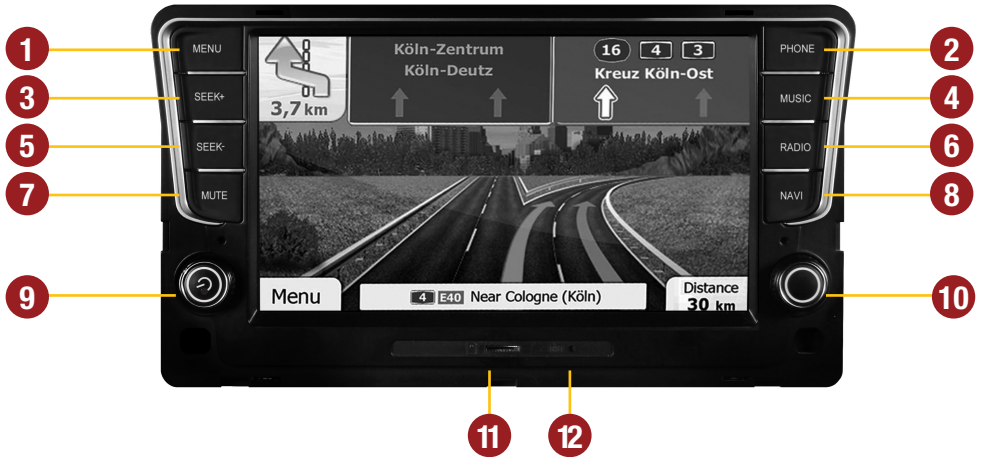 1 MENU
2 PHONE
3 SEEK+
4 MUSIC
5 SEEK-
6 RADIO
7 MUTE
8 NAVI
9
10
11
12
3,7 km
Köln-Zentrum
Köln-Deutz
16 4 3
Kreuz Köln-Ost
Menu
4 E40 Near Cologne (Köln)
Distance
30 km